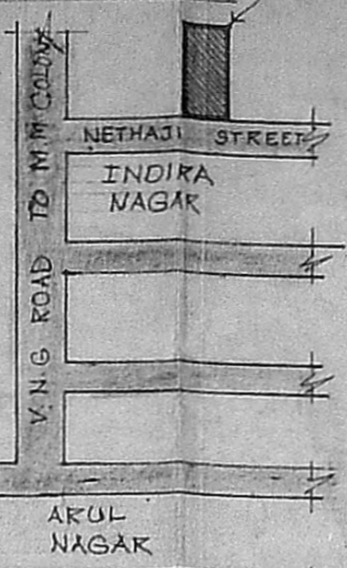 V.N.G ROAD TO M.M COLONY
NETHAJI STREET
INDIRA
NAGAR
ARUL
NAGAR